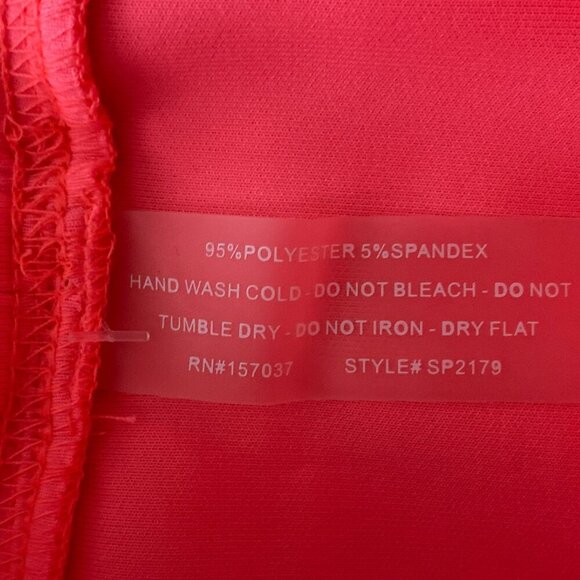 95%POLYESTER 5%SPANDEX
HAND WASH COLD - DO NOT BLEACH - DO NOT
TUMBLE DRY - DO NOT IRON - DRY FLAT
RN#157037 STYLE# SP2179